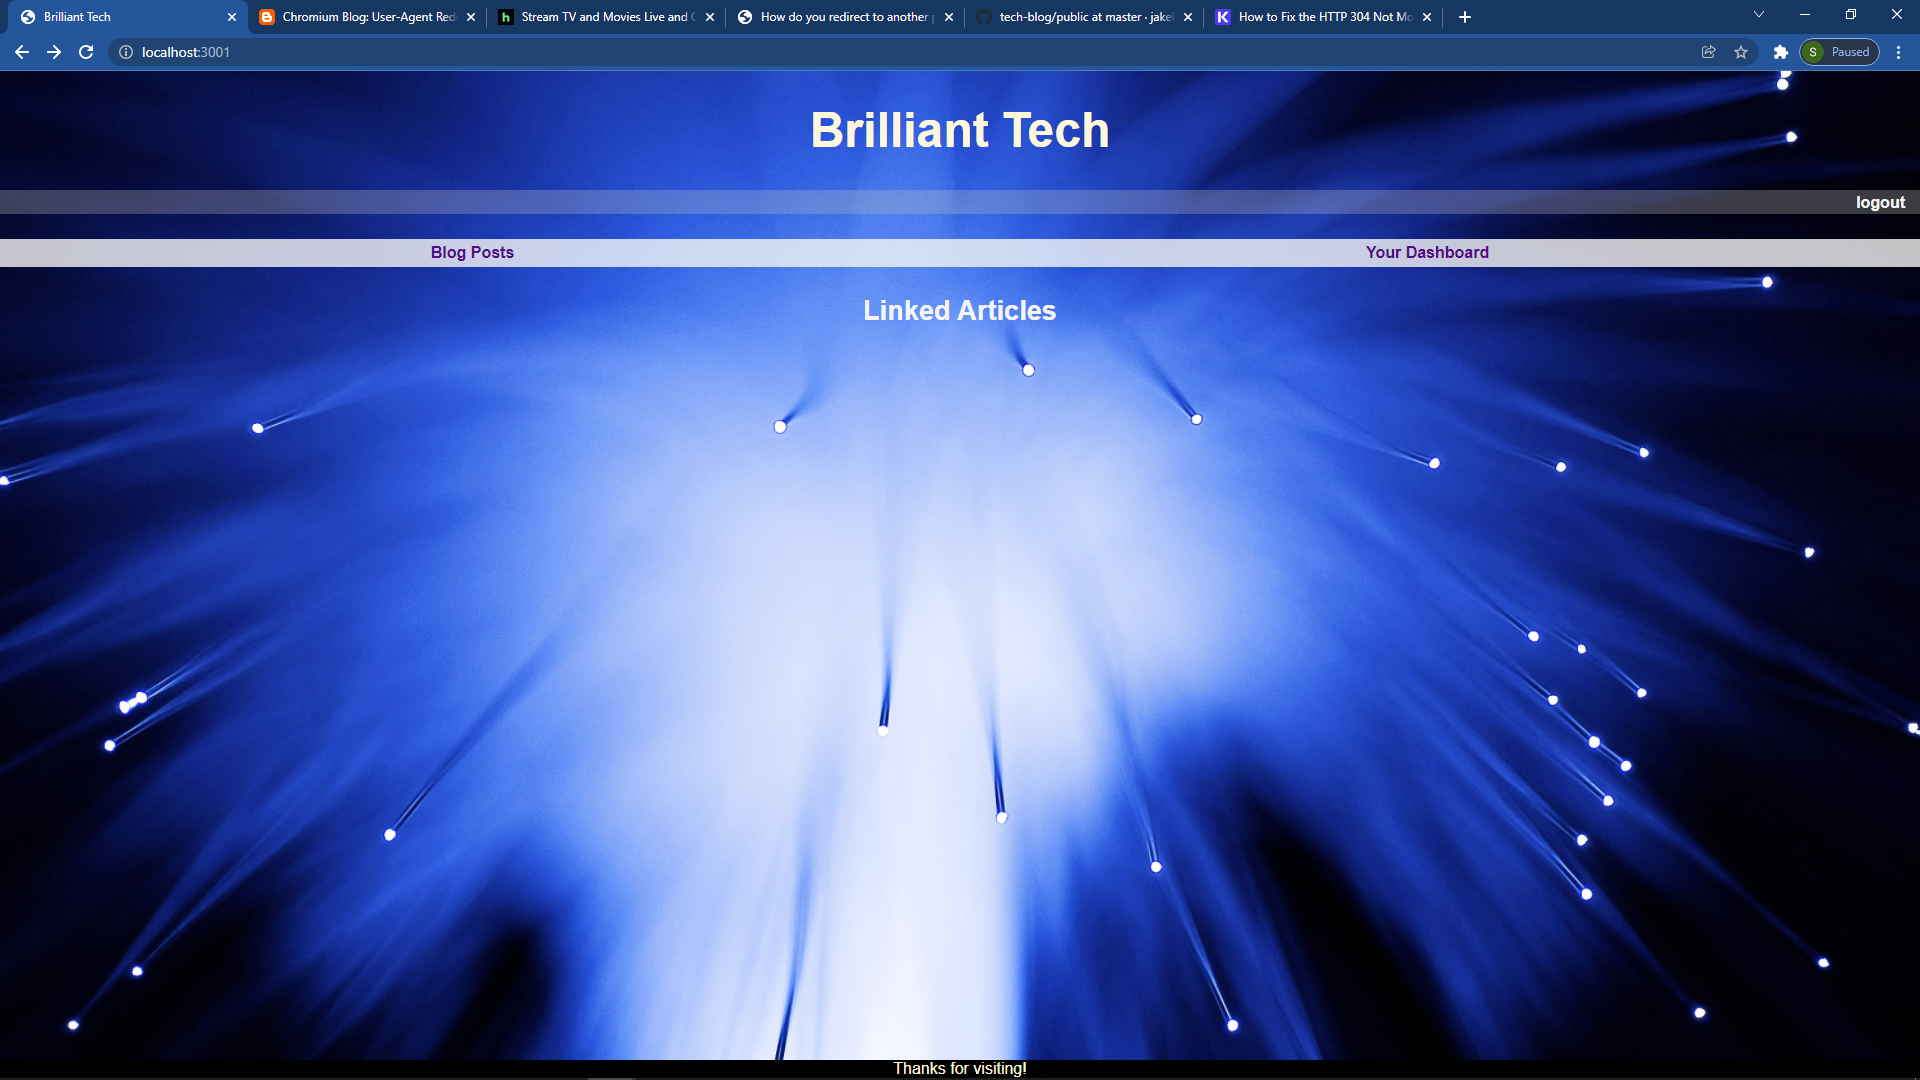 Brilliant Tech
Chromium Blog: User-Agent Red
Stream TV and Movies Live and
How do you redirect to another
tech-blog/public at master · jake
How to Fix the HTTP 304 Not Mo
localhost:3001
S Paused
Brilliant Tech
logout
Blog Posts Your Dashboard
Linked Articles
Thanks for visiting!